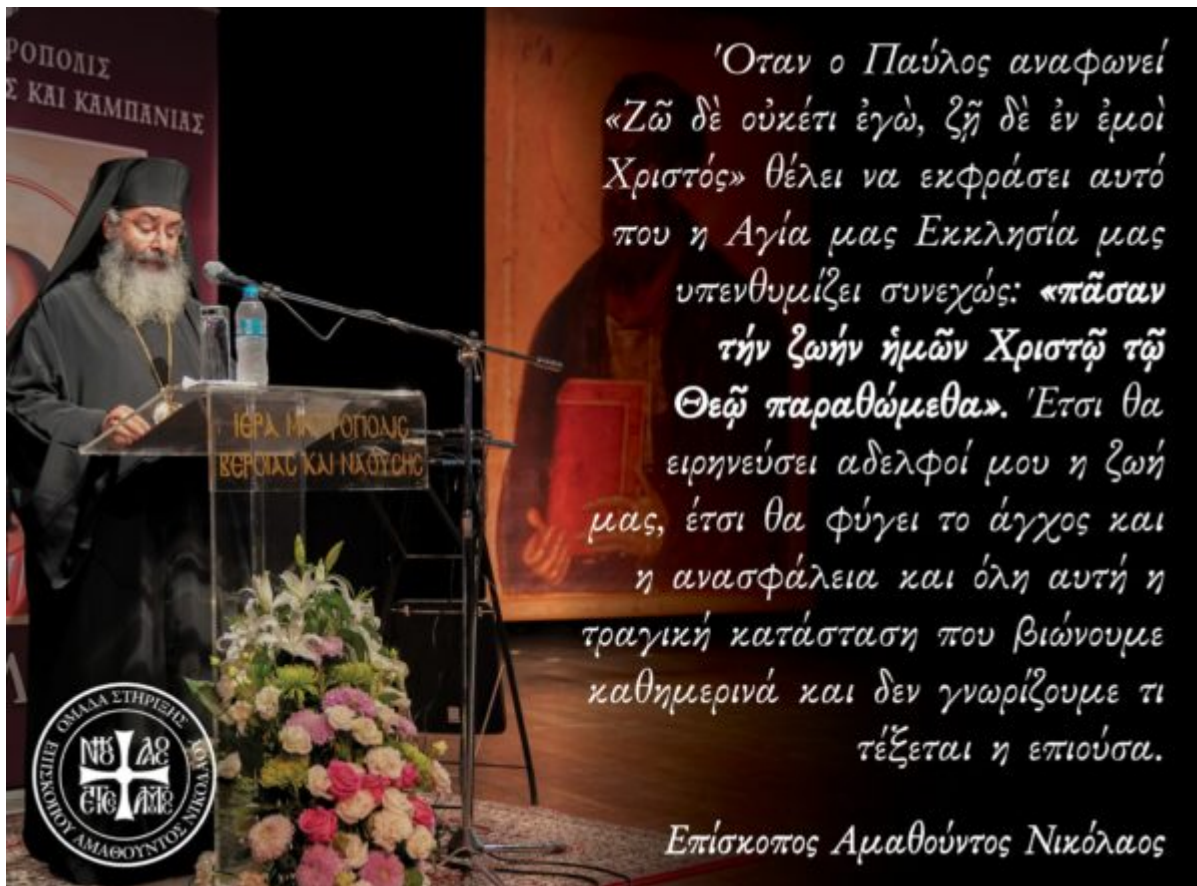 ΡΟΠΟΛΙΣ
Σ ΚΑΙ ΚΑΜΠΑΝΙΑΣ
Όταν ο Παύλος αναφωνεί
«Ζῶ δὲ οὐκέτι ἐγὼ, ζῇ δὲ ἐν ἐμοὶ
Χριστός» θέλει να εκφράσει αυτό
που η Αγία μας Εκκλησία μας
υπενθυμίζει συνεχώς: «πᾶσαν
τήν ζωήν ἡμῶν Χριστῷ τῷ
Θεῷ παραθώμεθα». Έτσι θα
ειρηνεύσει αδελφοί μου η ζωή
μας, έτσι θα φύγει το άγχος και
η ανασφάλεια και όλη αυτή η
τραγική κατάσταση που βιώνουμε
καθημερινά και δεν γνωρίζουμε τι
τέξεται η επιούσα.
Επίσκοπος Αμαθούντος Νικόλαος
ΙΕΡΑ ΜΗΤΡΟΠΟΛΙΣ
ΒΕΡΟΙΑΣ ΚΑΙ ΝΑΟΥΣΗΣ
ΟΜΑΔΑ ΣΤΗΡΙΞΗΣ
ΕΠΙΣΚΟΠΟΥ ΑΜΑΘΟΥΝΤΟΣ ΝΙΚΟΛΑΟΥ